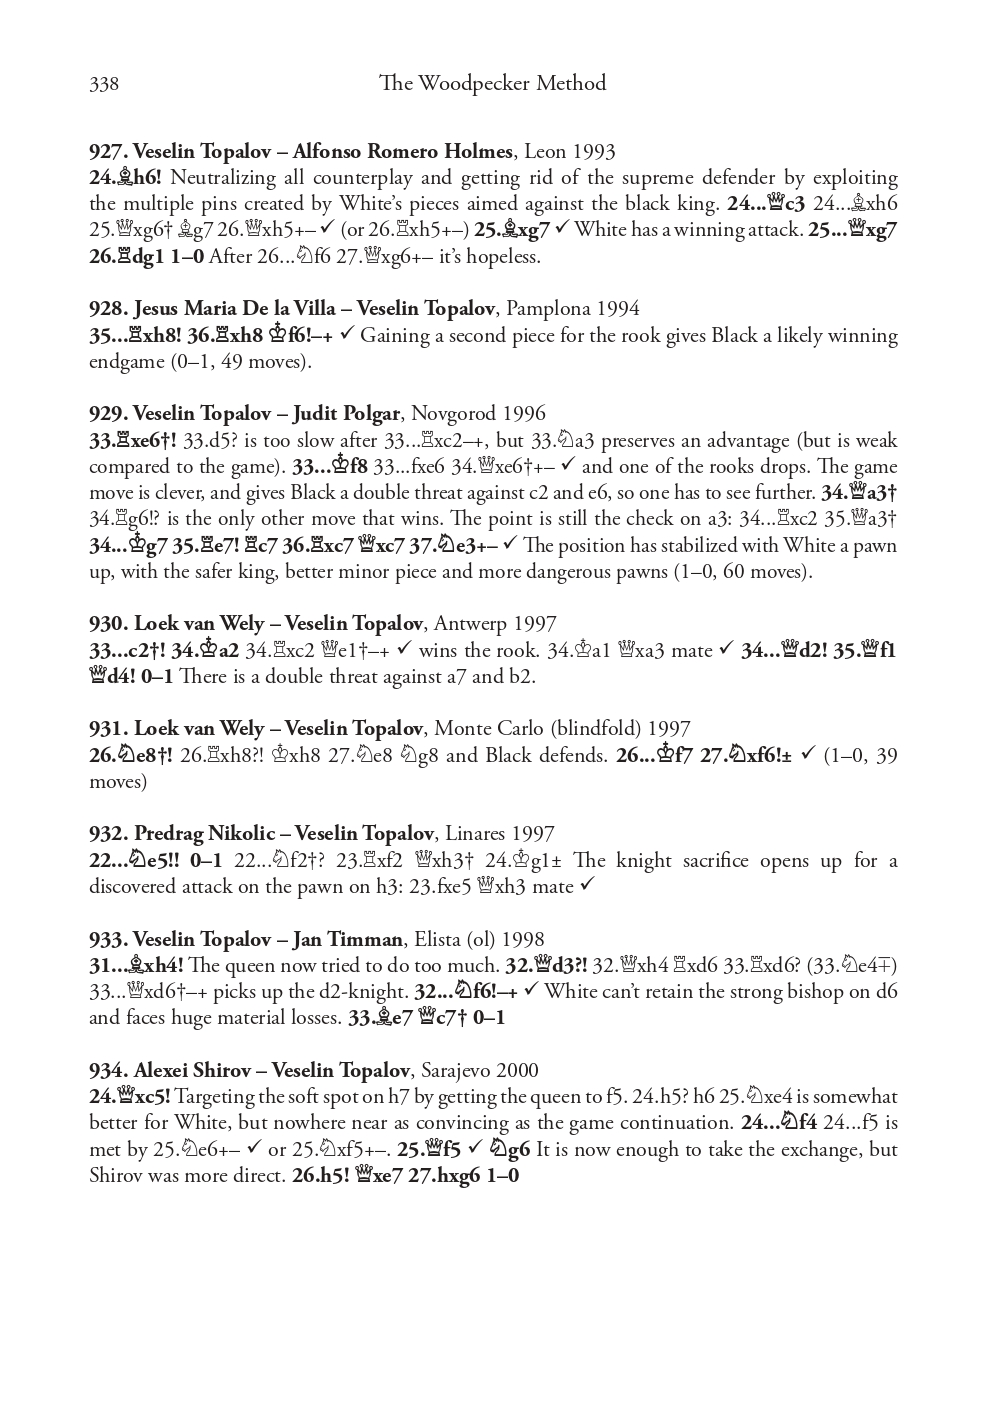 338
The Woodpecker Method
927. Veselin Topalov – Alfonso Romero Holmes, Leon 1993
24.♗h6! Neutralizing all counterplay and getting rid of the supreme defender by exploiting
the multiple pins created by White’s pieces aimed against the black king. 24...♕c3 24...♗xh6
25.♕xg6† ♗g7 26.♕xh5+– ✓ (or 26.♖xh5+–) 25.♗xg7 ✓ White has a winning attack. 25...♕xg7
26.♖dg1 1–0 After 26...♘f6 27.♕xg6+– it’s hopeless.
928. Jesus Maria De la Villa – Veselin Topalov, Pamplona 1994
35...♖xh8! 36.♖xh8 ♔f6!–+ ✓ Gaining a second piece for the rook gives Black a likely winning
endgame (0–1, 49 moves).
929. Veselin Topalov – Judit Polgar, Novgorod 1996
33.♖xe6†! 33.d5? is too slow after 33...♖xc2–+, but 33.♘a3 preserves an advantage (but is weak
compared to the game). 33...♔f8 33...fxe6 34.♕xe6†+– ✓ and one of the rooks drops. The game
move is clever, and gives Black a double threat against c2 and e6, so one has to see further. 34.♕a3†
34.♖g6!? is the only other move that wins. The point is still the check on a3: 34...♖xc2 35.♕a3†
34...♔g7 35.♖e7! ♖c7 36.♖xc7 ♕xc7 37.♘e3+– ✓ The position has stabilized with White a pawn
up, with the safer king, better minor piece and more dangerous pawns (1–0, 60 moves).
930. Loek van Wely – Veselin Topalov, Antwerp 1997
33...c2†! 34.♔a2 34.♖xc2 ♕e1†–+ ✓ wins the rook. 34.♔a1 ♕xa3 mate ✓ 34...♕d2! 35.♕f1
♕d4! 0–1 There is a double threat against a7 and b2.
931. Loek van Wely – Veselin Topalov, Monte Carlo (blindfold) 1997
26.♘e8†! 26.♖xh8?! ♔xh8 27.♘e8 ♘g8 and Black defends. 26...♔f7 27.♘xf6!± ✓ (1–0, 39
moves)
932. Predrag Nikolic – Veselin Topalov, Linares 1997
22...♘e5!! 0–1 22...♘f2†? 23.♖xf2 ♕xh3† 24.♔g1± The knight sacrifice opens up for a
discovered attack on the pawn on h3: 23.fxe5 ♕xh3 mate ✓
933. Veselin Topalov – Jan Timman, Elista (ol) 1998
31...♗xh4! The queen now tried to do too much. 32.♕d3?! 32.♕xh4 ♖xd6 33.♖xd6? (33.♘e4∓)
33...♕xd6†–+ picks up the d2-knight. 32...♘f6!–+ ✓ White can’t retain the strong bishop on d6
and faces huge material losses. 33.♗e7 ♕c7† 0–1
934. Alexei Shirov – Veselin Topalov, Sarajevo 2000
24.♕xc5! Targeting the soft spot on h7 by getting the queen to f5. 24.h5? h6 25.♘xe4 is somewhat
better for White, but nowhere near as convincing as the game continuation. 24...♘f4 24...f5 is
met by 25.♘e6+– ✓ or 25.♘xf5+–. 25.♕f5 ✓ ♘g6 It is now enough to take the exchange, but
Shirov was more direct. 26.h5! ♕xe7 27.hxg6 1–0